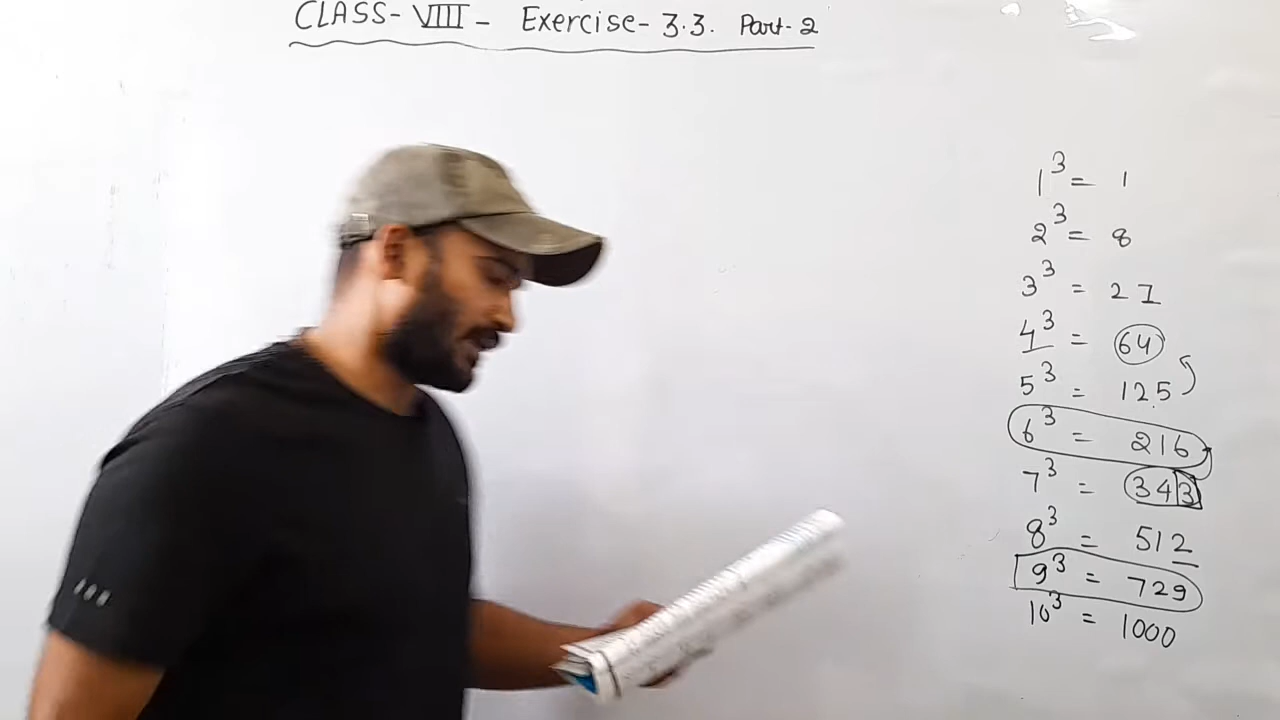 CLASS- VIII - Exercise- 3.3. Part-2
1³ = 1
2³ = 8
3³ = 27
4³ = 64
5³ = 125
6³ = 216
7³ = 343
8³ = 512
9³ = 729
10³ = 1000